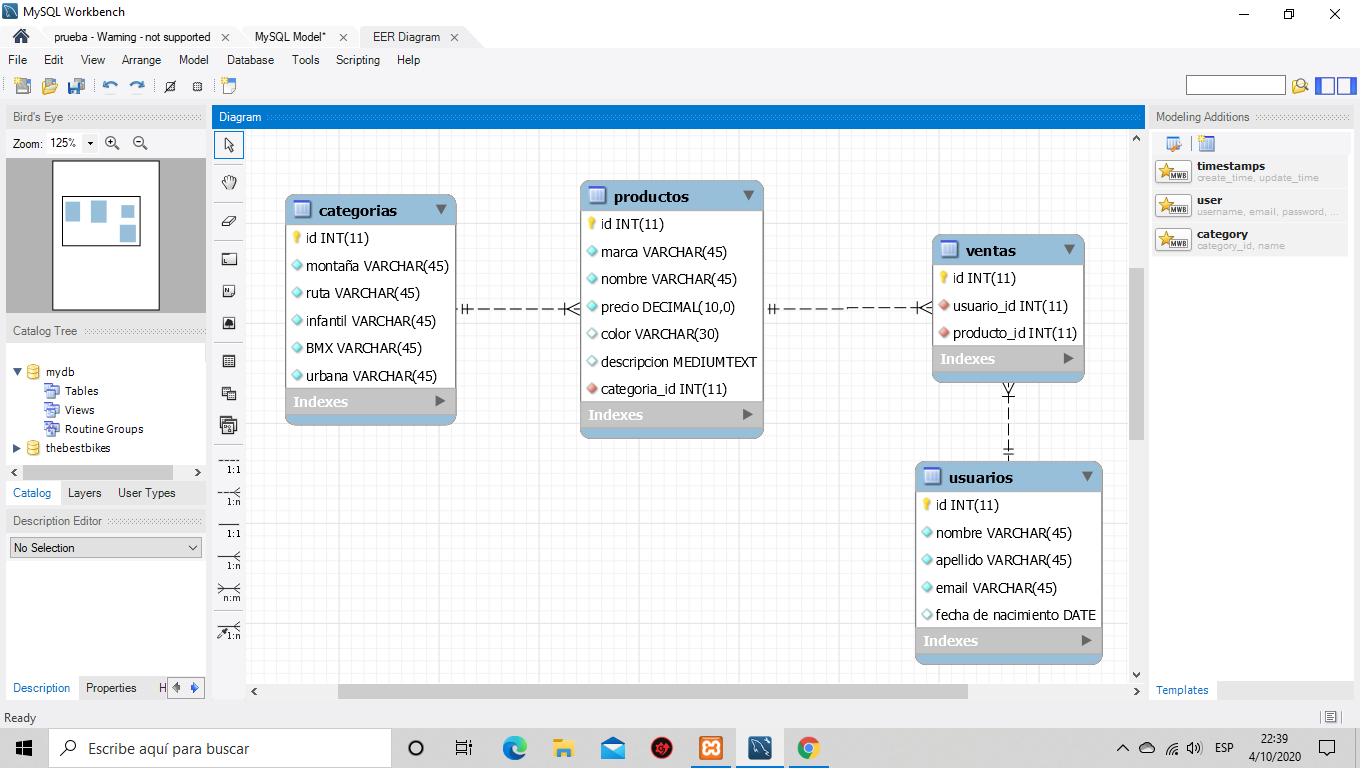 MySQL Workbench
prueba - Warning - not supported
MySQL Model*
EER Diagram
File Edit View Arrange Model Database Tools Scripting Help
Bird's Eye
Zoom: 125%
Catalog Tree
mydb
Tables
Views
Routine Groups
thebestbikes
Catalog Layers User Types
Description Editor
No Selection
Description Properties H
Ready
Diagram
1:1
1:n
1:1
1:n
n:m
1:n
categorias
id INT(11)
montaña VARCHAR(45)
ruta VARCHAR(45)
infantil VARCHAR(45)
BMX VARCHAR(45)
urbana VARCHAR(45)
Indexes
productos
id INT(11)
marca VARCHAR(45)
nombre VARCHAR(45)
precio DECIMAL(10,0)
color VARCHAR(30)
descripcion MEDIUMTEXT
categoria_id INT(11)
Indexes
ventas
id INT(11)
usuario_id INT(11)
producto_id INT(11)
Indexes
usuarios
id INT(11)
nombre VARCHAR(45)
apellido VARCHAR(45)
email VARCHAR(45)
fecha de nacimiento DATE
Indexes
Modeling Additions
MWB
timestamps
create_time, update_time
MWB
user
username, email, password, ...
MWB
category
category_id, name
Templates
Escribe aquí para buscar
ESP
22:39
4/10/2020